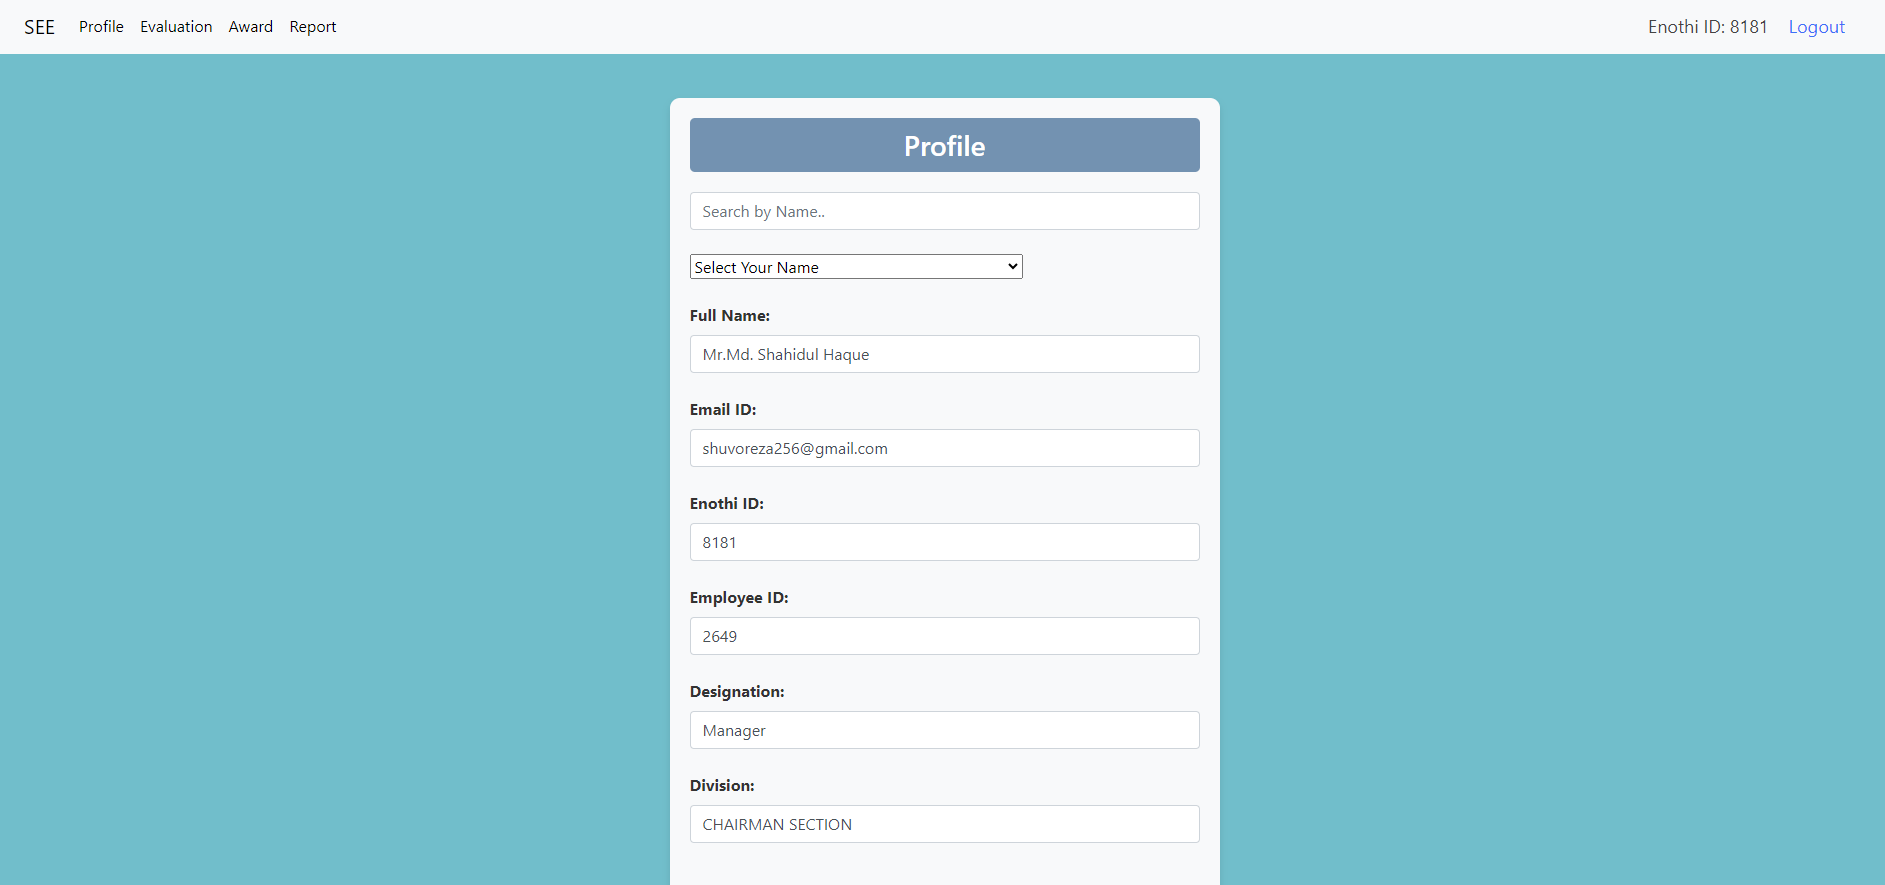 SEE Profile Evaluation Award Report Enothi ID: 8181 Logout
Profile
Search by Name..
Select Your Name
Full Name:
Mr.Md. Shahidul Haque
Email ID:
shuvoreza256@gmail.com
Enothi ID:
8181
Employee ID:
2649
Designation:
Manager
Division:
CHAIRMAN SECTION